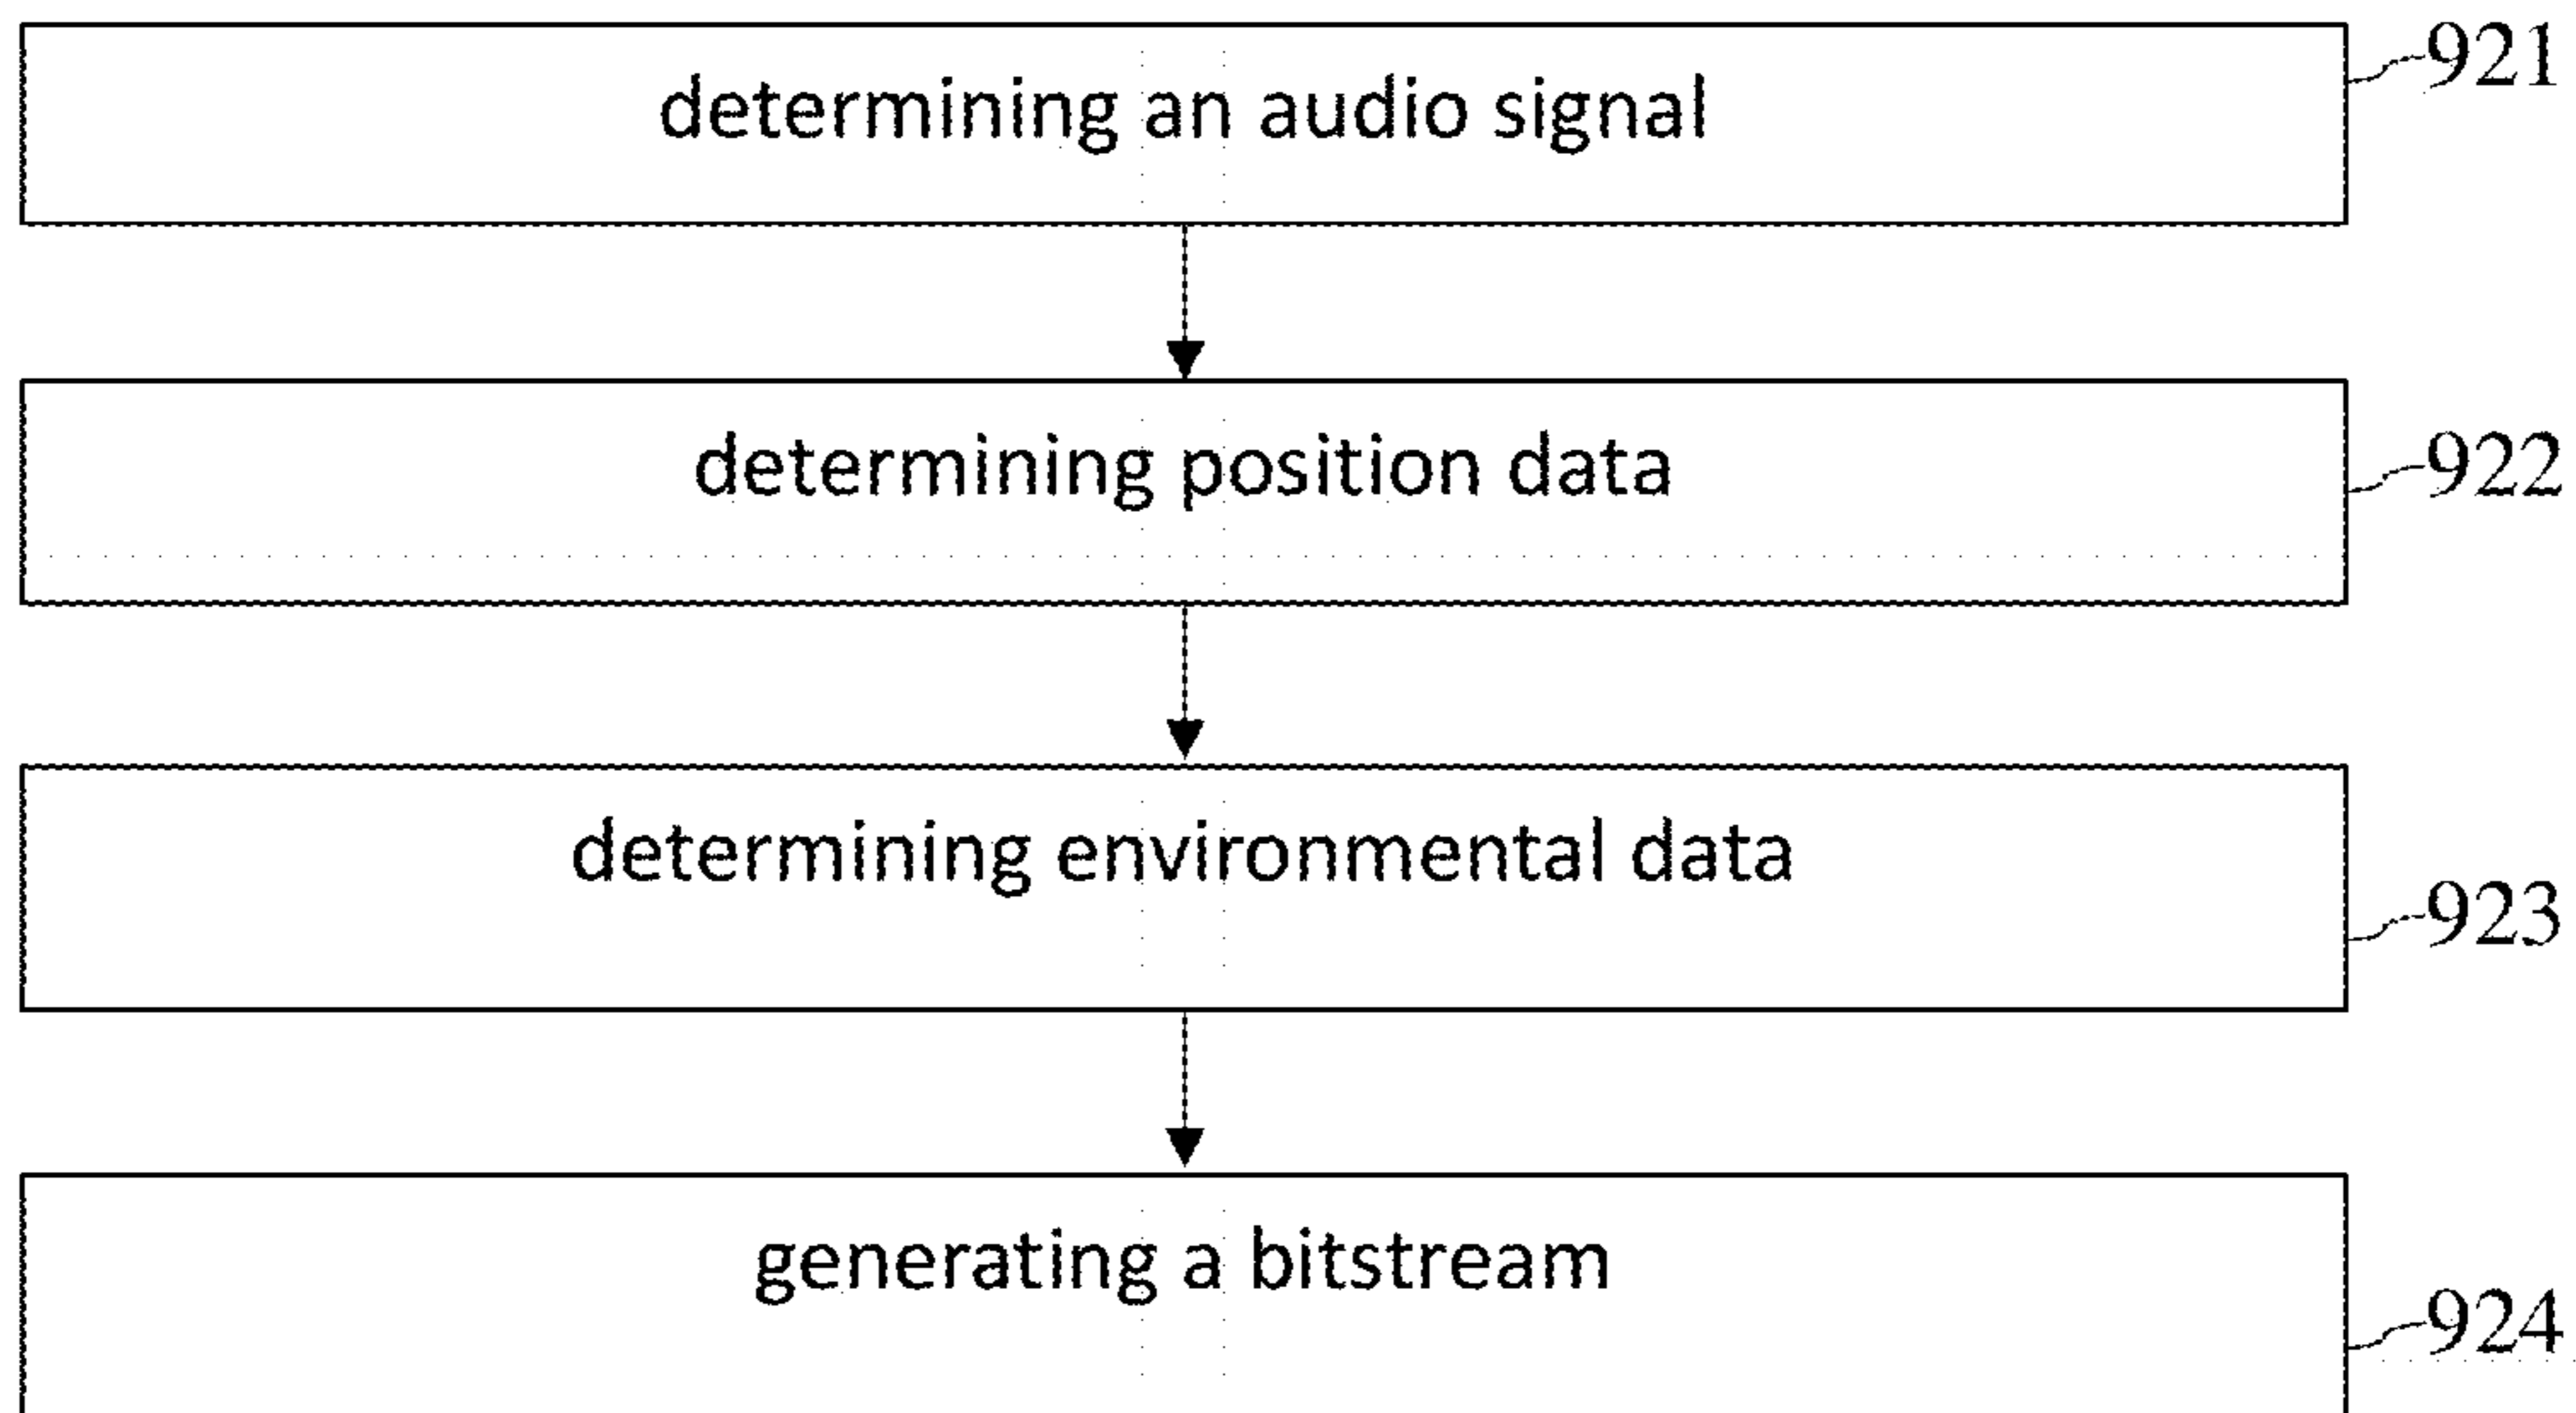 determining an audio signal
921
determining position data
922
determining environmental data
923
generating a bitstream
924